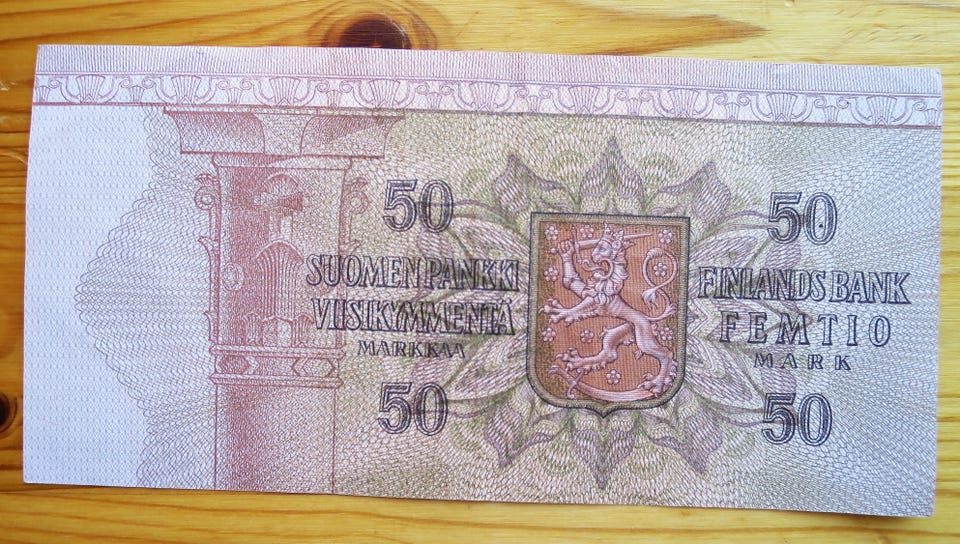 50
SUOMEN PANKKI
VIISIKYMMENTÄ
MARKKAA
50
50
FINLANDS BANK
FEMTIO
MARK
50